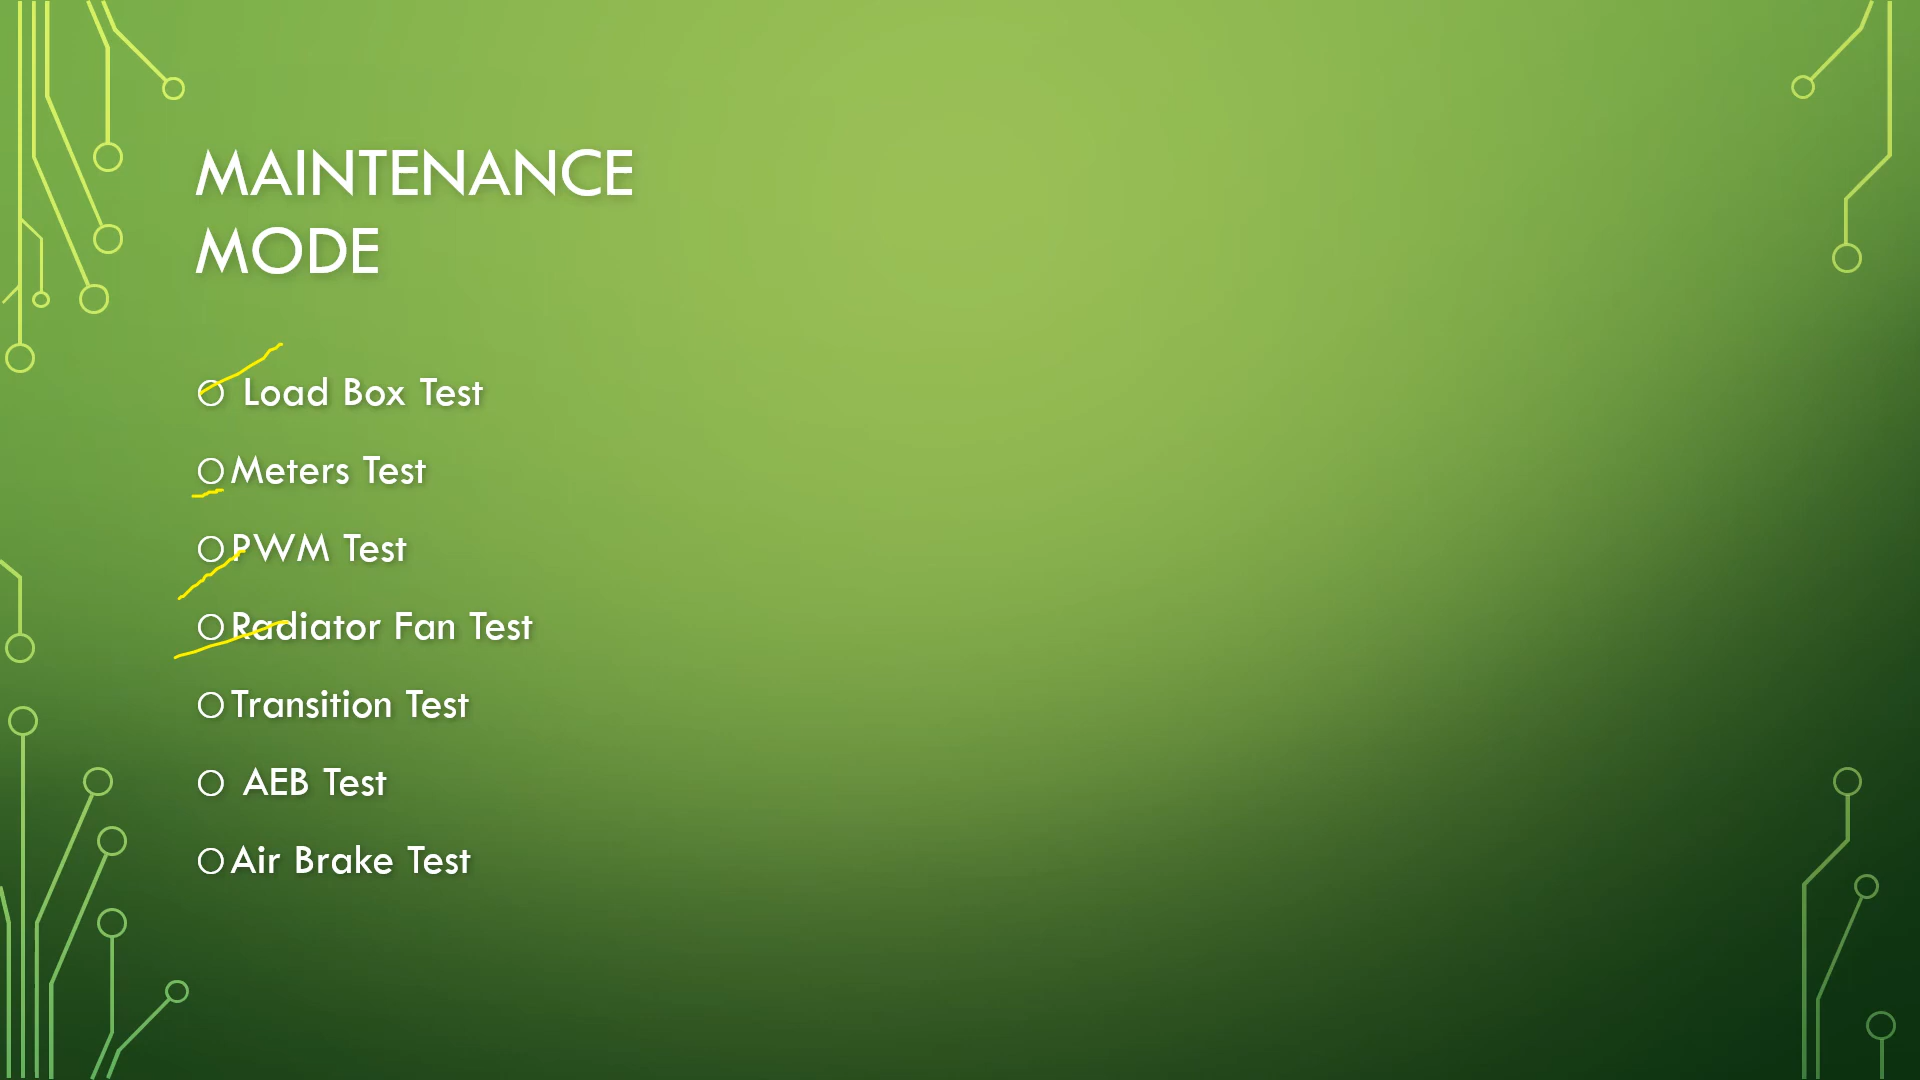 MAINTENANCE
MODE
Load Box Test
Meters Test
PWM Test
Radiator Fan Test
Transition Test
AEB Test
Air Brake Test